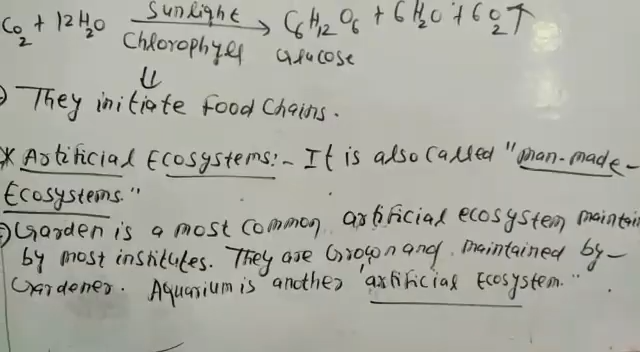 CO2 + 12H2O Sunlight Chlorophyll → C6H12O6 + 6H2O + 6O2↑
Glucose
⇓
They initiate Food Chains.
* Artificial Ecosystems:- It is also Called "man-made-
Ecosystems."
Garden is a most common artificial ecosystem maintain
by most institutes. They are Grown and maintained by-
Gardener. Aquarium is another 'artificial Ecosystem."